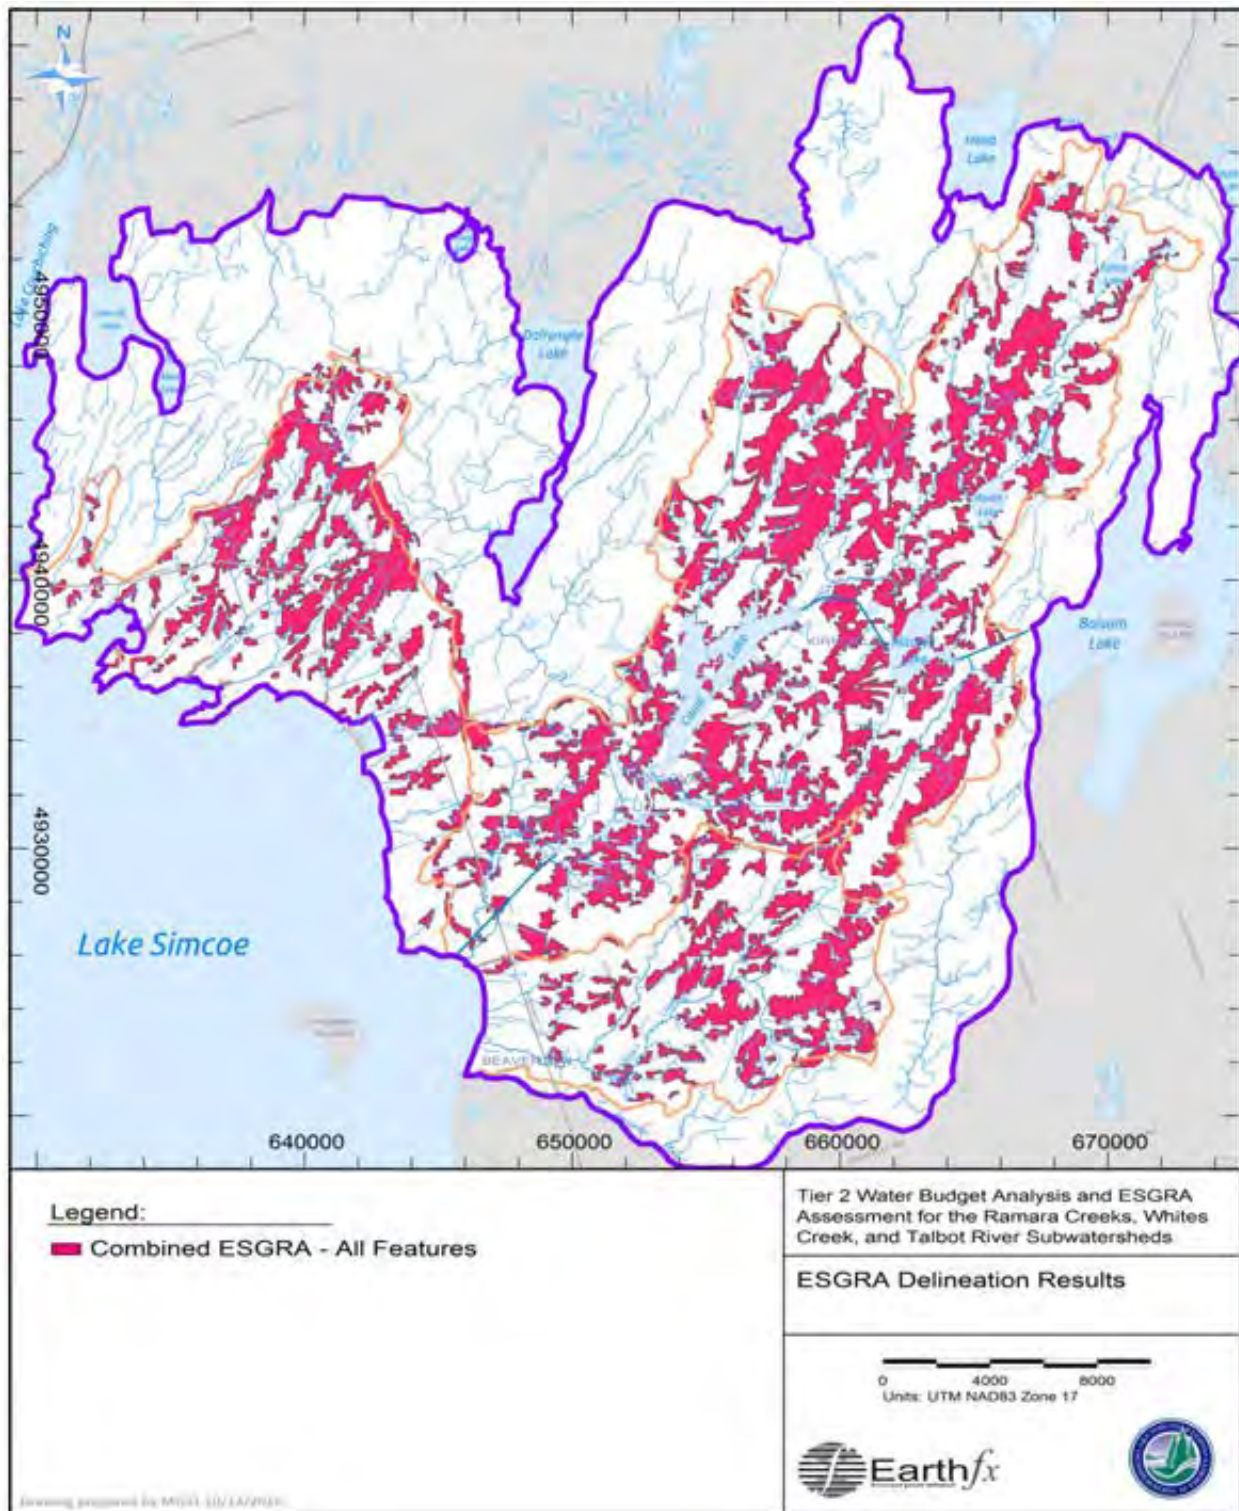 N
Head
Lake
Dalrymple
Lake
4950000
4940000
Balsam
Lake
4930000
Lake Simcoe
640000
650000
660000
670000
Legend:
Combined ESGRA - All Features
Tier 2 Water Budget Analysis and ESGRA
Assessment for the Ramara Creeks, Whites
Creek, and Talbot River Subwatersheds
ESGRA Delineation Results
0 4000 8000
Units: UTM NAD83 Zone 17
Earthfx